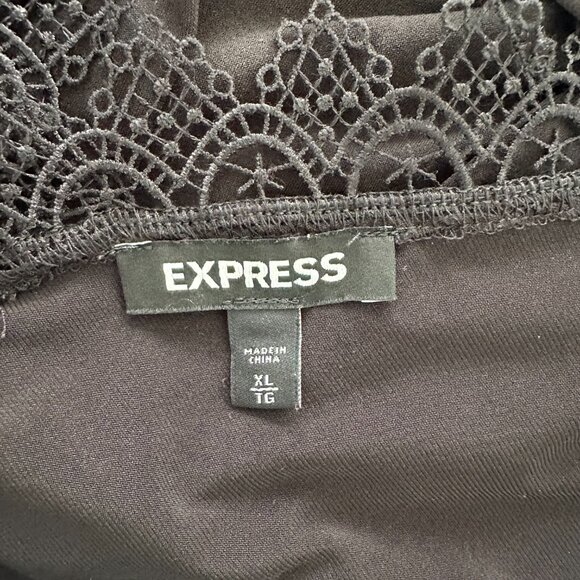 EXPRESS
MADE IN
CHINA
XL
TG